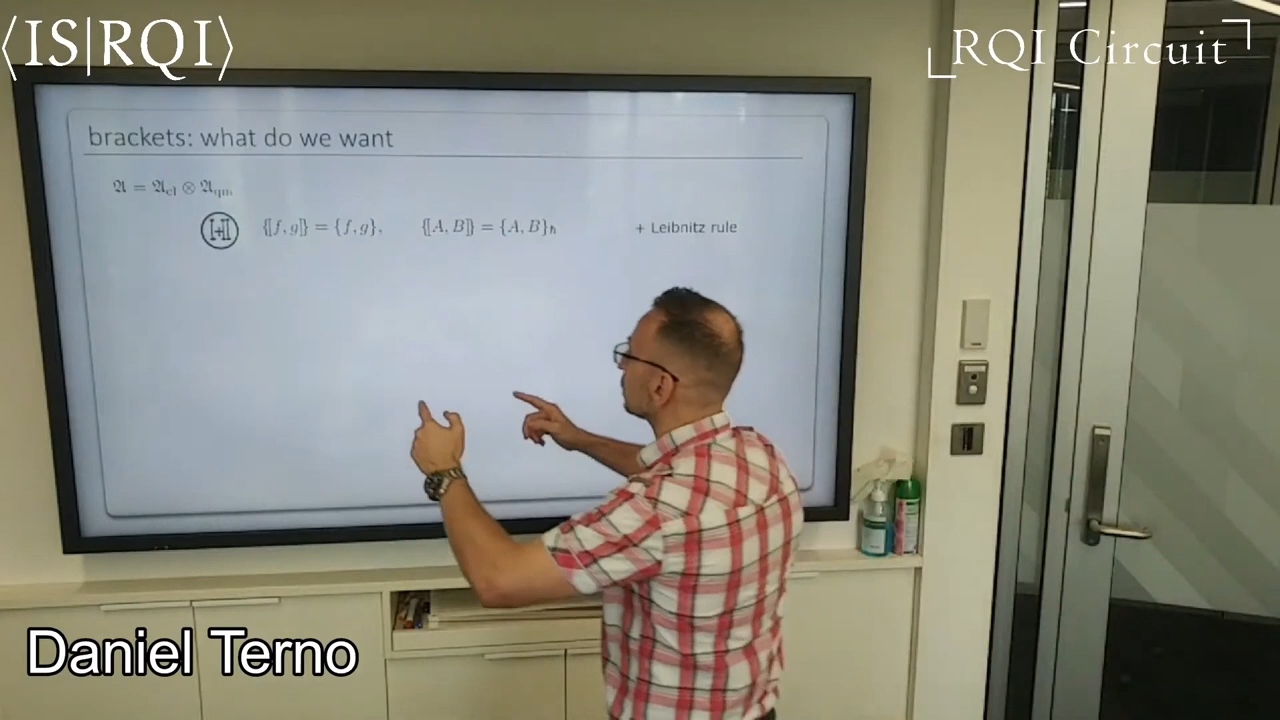 ⟨IS|RQI⟩
RQI Circuit
brackets: what do we want
𝔄 = 𝔄cl ⊗ 𝔄qm
{[f, g]} = {f, g}, {[A, B]} = {A, B}ℏ + Leibnitz rule
Daniel Terno